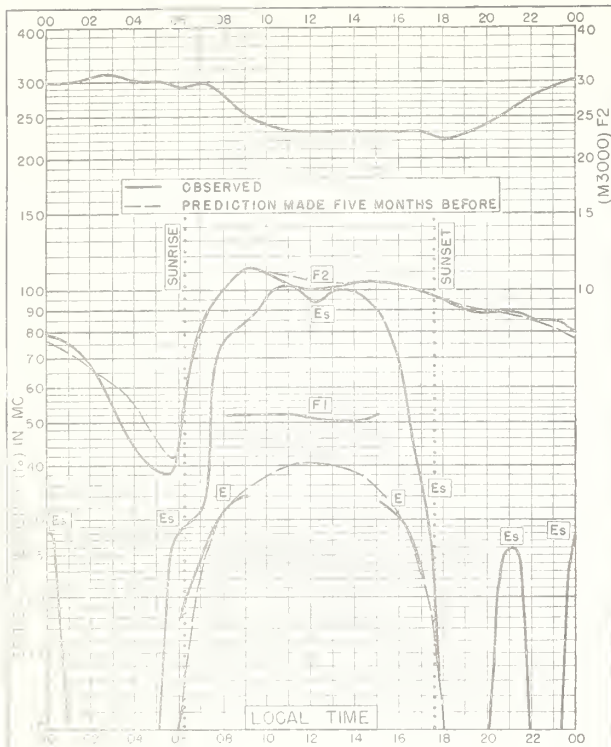 00 02 04 06 08 10 12 14 16 18 20 22 00
400
300
250
200
150
100
90
80
70
60
50
40
40
30
25
20
15
10
(M3000) F2
OBSERVED
PREDICTION MADE FIVE MONTHS BEFORE
SUNRISE
SUNSET
F2
Es
F1
E
E
Es
Es
Es
Es
Es
IN MC
LOCAL TIME
00 02 04 06 08 10 12 14 16 18 20 22 00